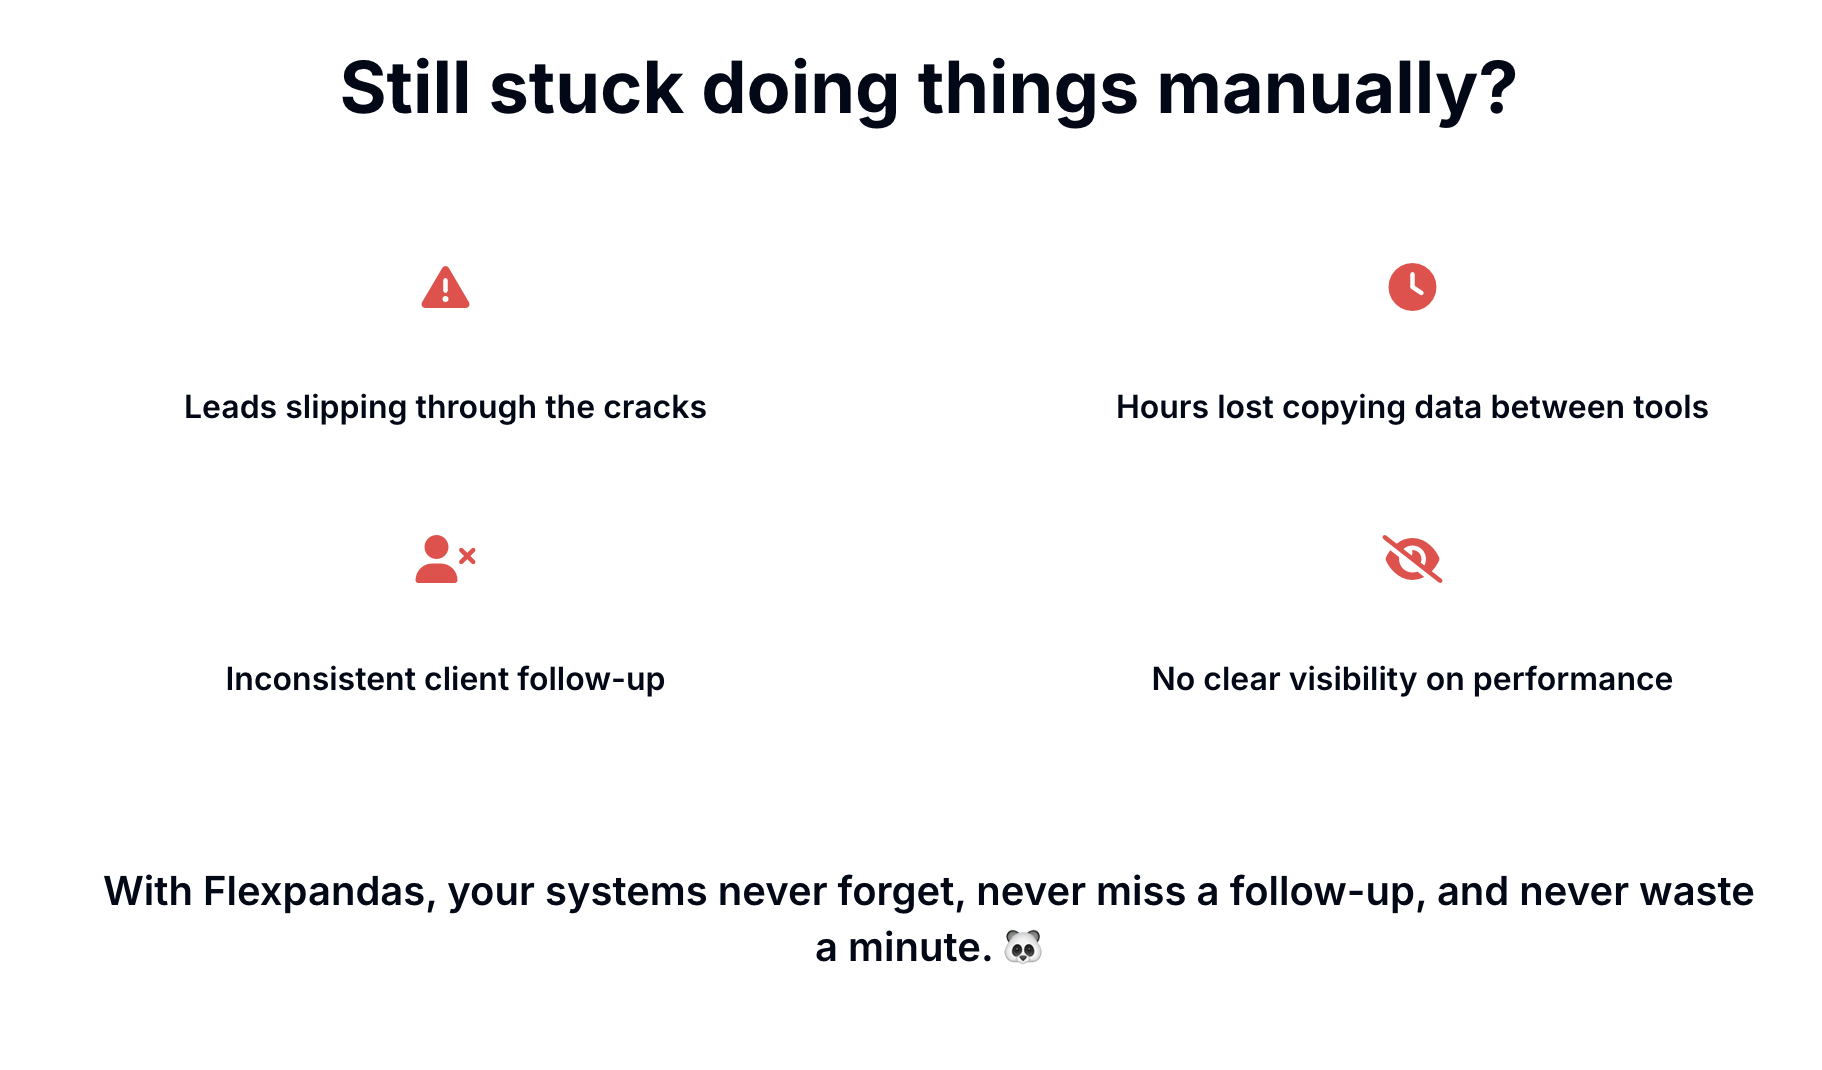 Still stuck doing things manually?
Leads slipping through the cracks
Hours lost copying data between tools
Inconsistent client follow-up
No clear visibility on performance
With Flexpandas, your systems never forget, never miss a follow-up, and never waste
a minute. 🐼